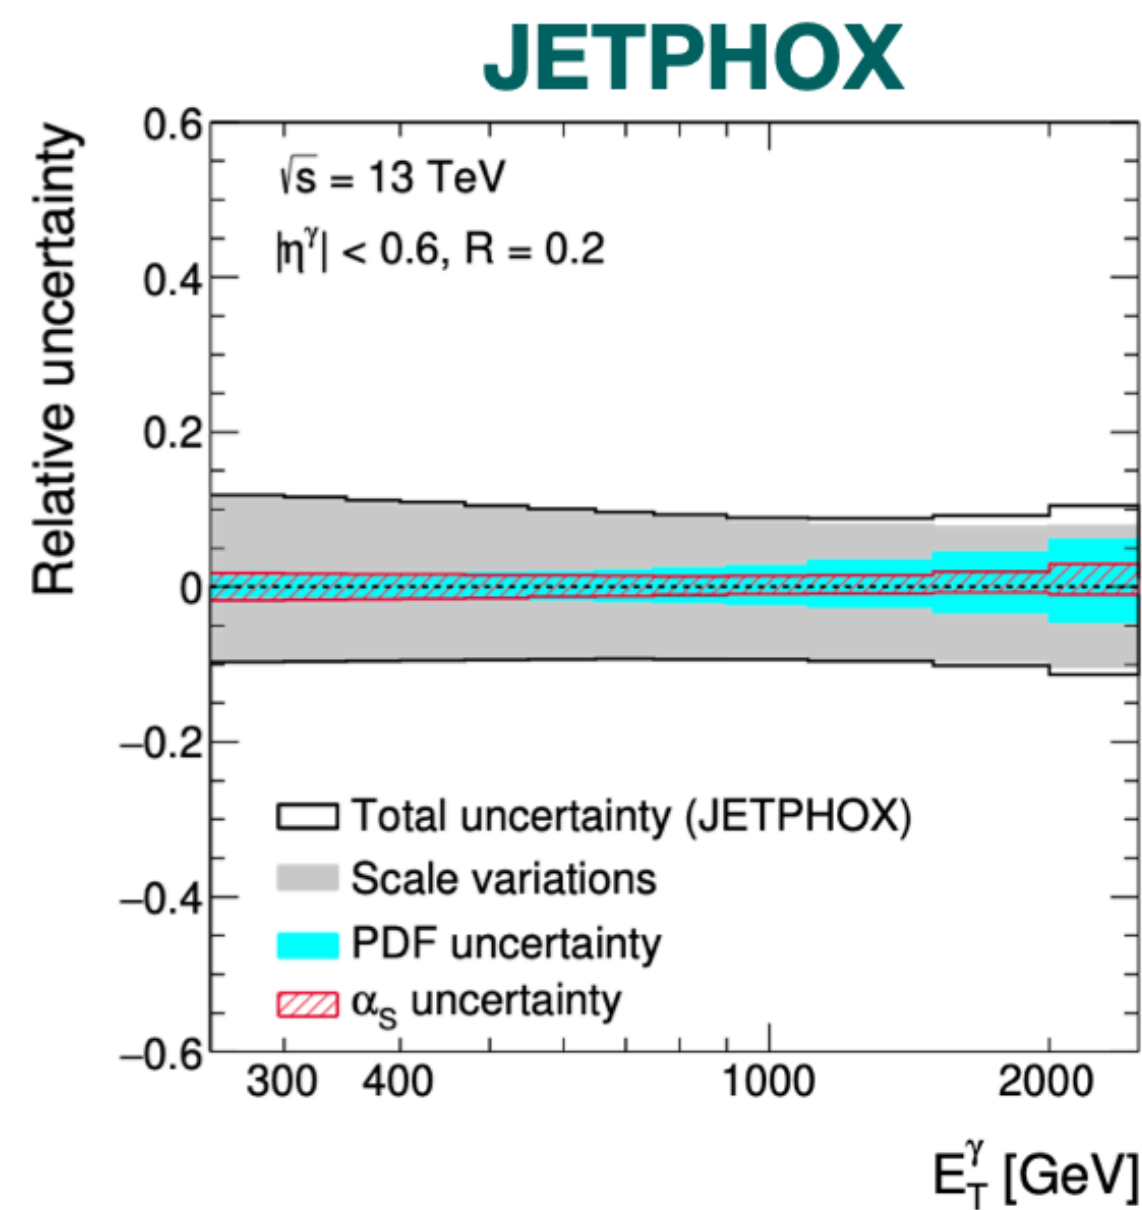 JETPHOX
Relative uncertainty
0.6
0.4
0.2
0
−0.2
−0.4
−0.6
√s = 13 TeV
|η^γ| < 0.6, R = 0.2
Total uncertainty (JETPHOX)
Scale variations
PDF uncertainty
α_S uncertainty
300 400 1000 2000
E_T^γ [GeV]